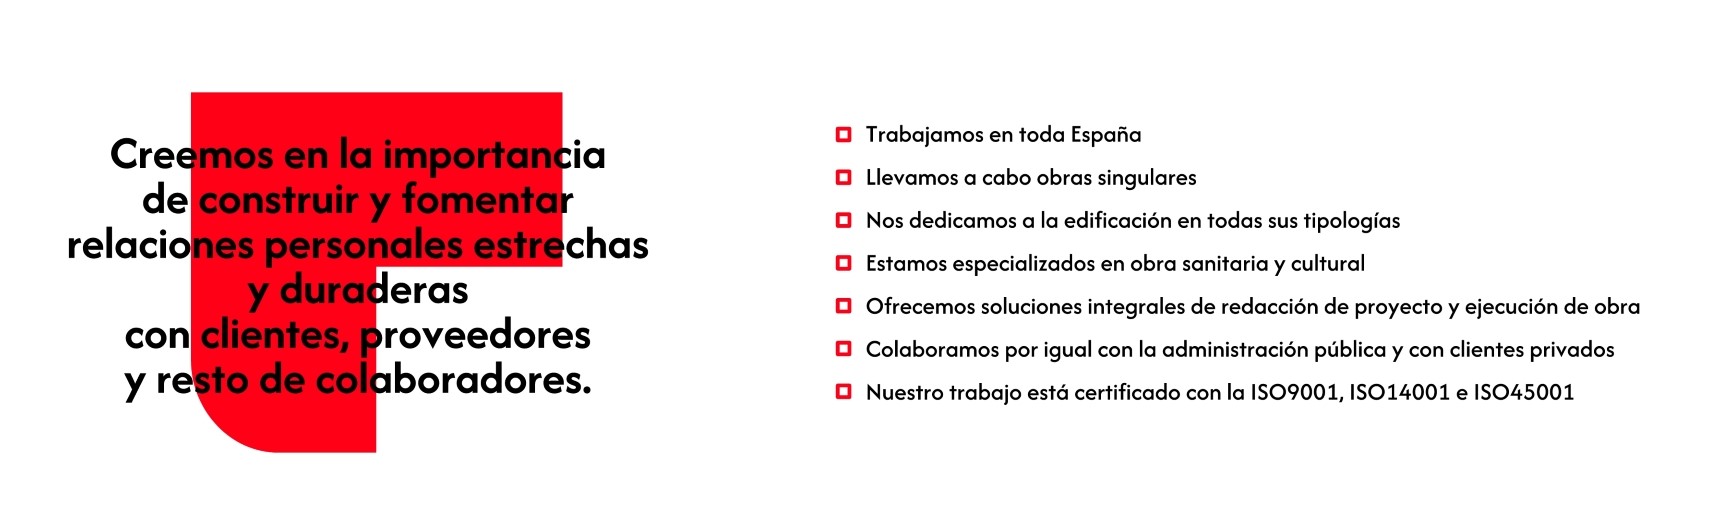 Creemos en la importancia
de construir y fomentar
relaciones personales estrechas
y duraderas
con clientes, proveedores
y resto de colaboradores.
Trabajamos en toda España
Llevamos a cabo obras singulares
Nos dedicamos a la edificación en todas sus tipologías
Estamos especializados en obra sanitaria y cultural
Ofrecemos soluciones integrales de redacción de proyecto y ejecución de obra
Colaboramos por igual con la administración pública y con clientes privados
Nuestro trabajo está certificado con la ISO9001, ISO14001 e ISO45001